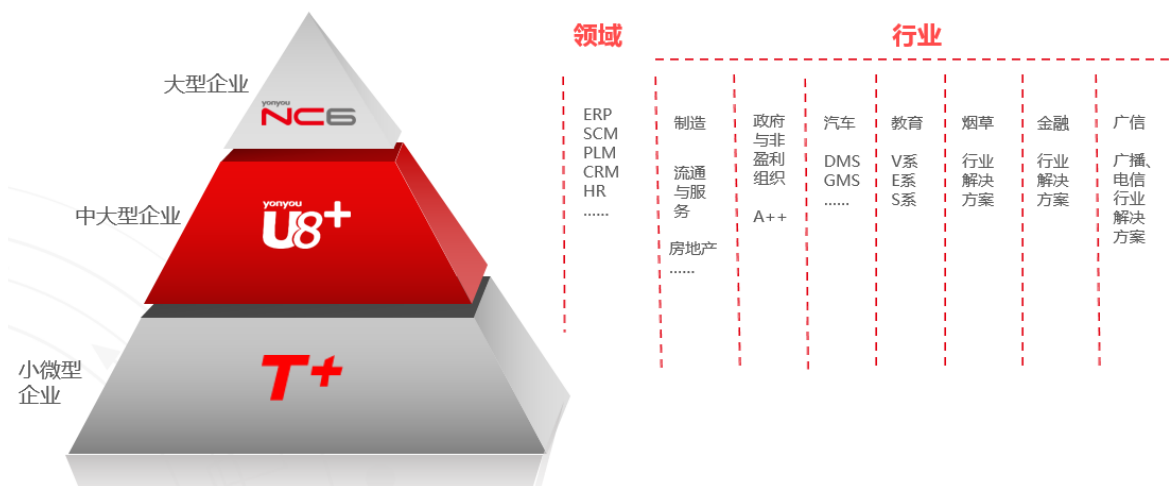 大型企业
yonyou
NC6
中大型企业
yonyou
U8+
小微型
企业
T+
领域
ERP
SCM
PLM
CRM
HR
......
行业
制造
流通
与服
务
房地产
......
政府
与非
盈利
组织
A++
汽车
DMS
GMS
......
教育
V系
E系
S系
烟草
行业
解决
方案
金融
行业
解决
方案
广信
广播、
电信
行业
解决
方案